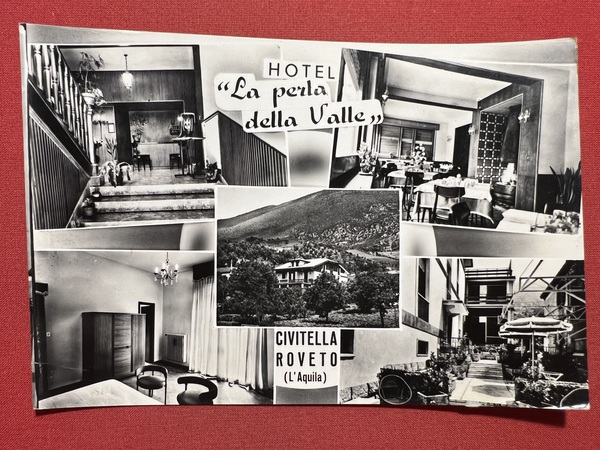 HOTEL
“La perla
della Valle„
CIVITELLA
ROVETO
(L'Aquila)